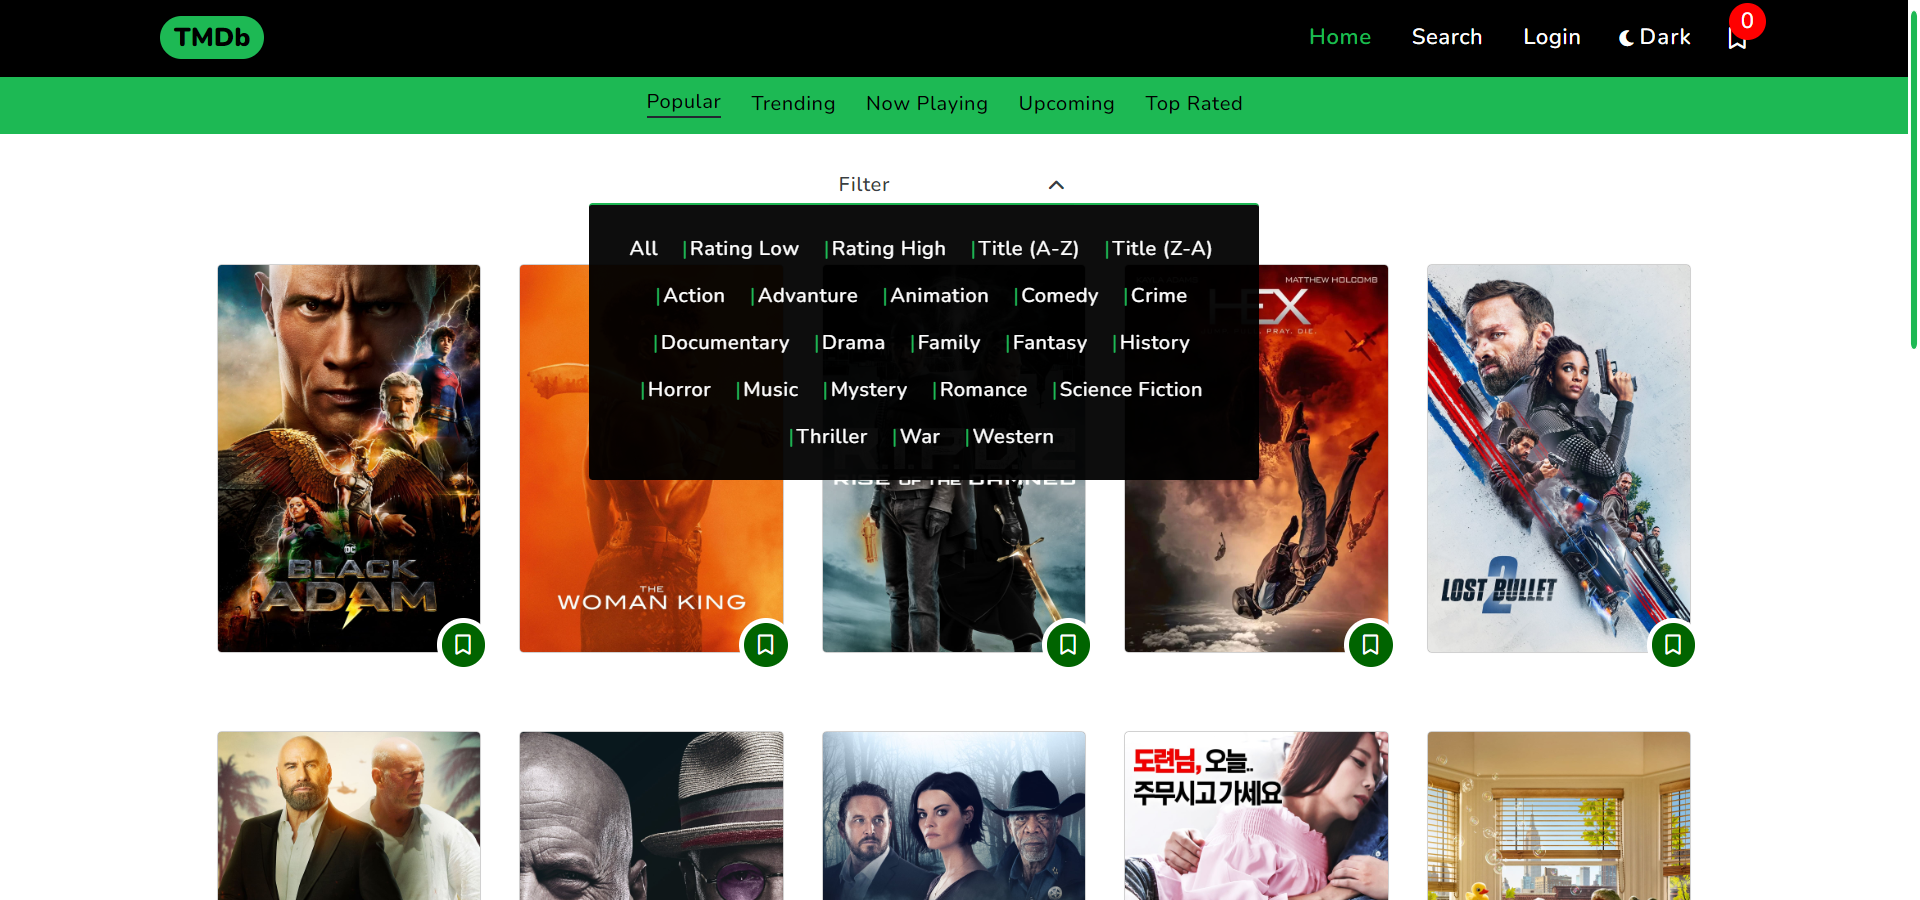 TMDb
Home Search Login Dark 0
Popular Trending Now Playing Upcoming Top Rated
Filter
All |Rating Low |Rating High |Title (A-Z) |Title (Z-A)
|Action |Advanture |Animation |Comedy |Crime
|Documentary |Drama |Family |Fantasy |History
|Horror |Music |Mystery |Romance |Science Fiction
|Thriller |War |Western
DC
BLACK
ADAM
THE
WOMAN KING
RISE OF THE DAMNED
MATTHEW HOLCOMB
HEX
PRAY. DIE.
LOST BULLET
2
도련님, 오늘..
주무시고 가세요